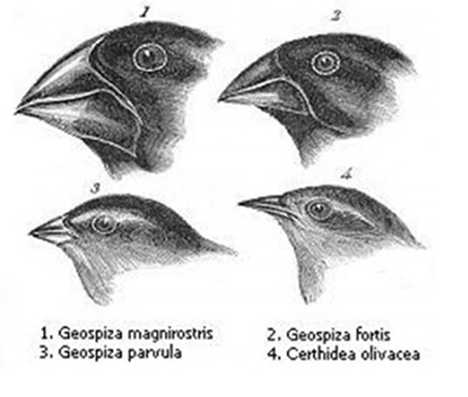 1
2
3
4
1. Geospiza magnirostris 2. Geospiza fortis
3. Geospiza parvula 4. Certhidea olivacea